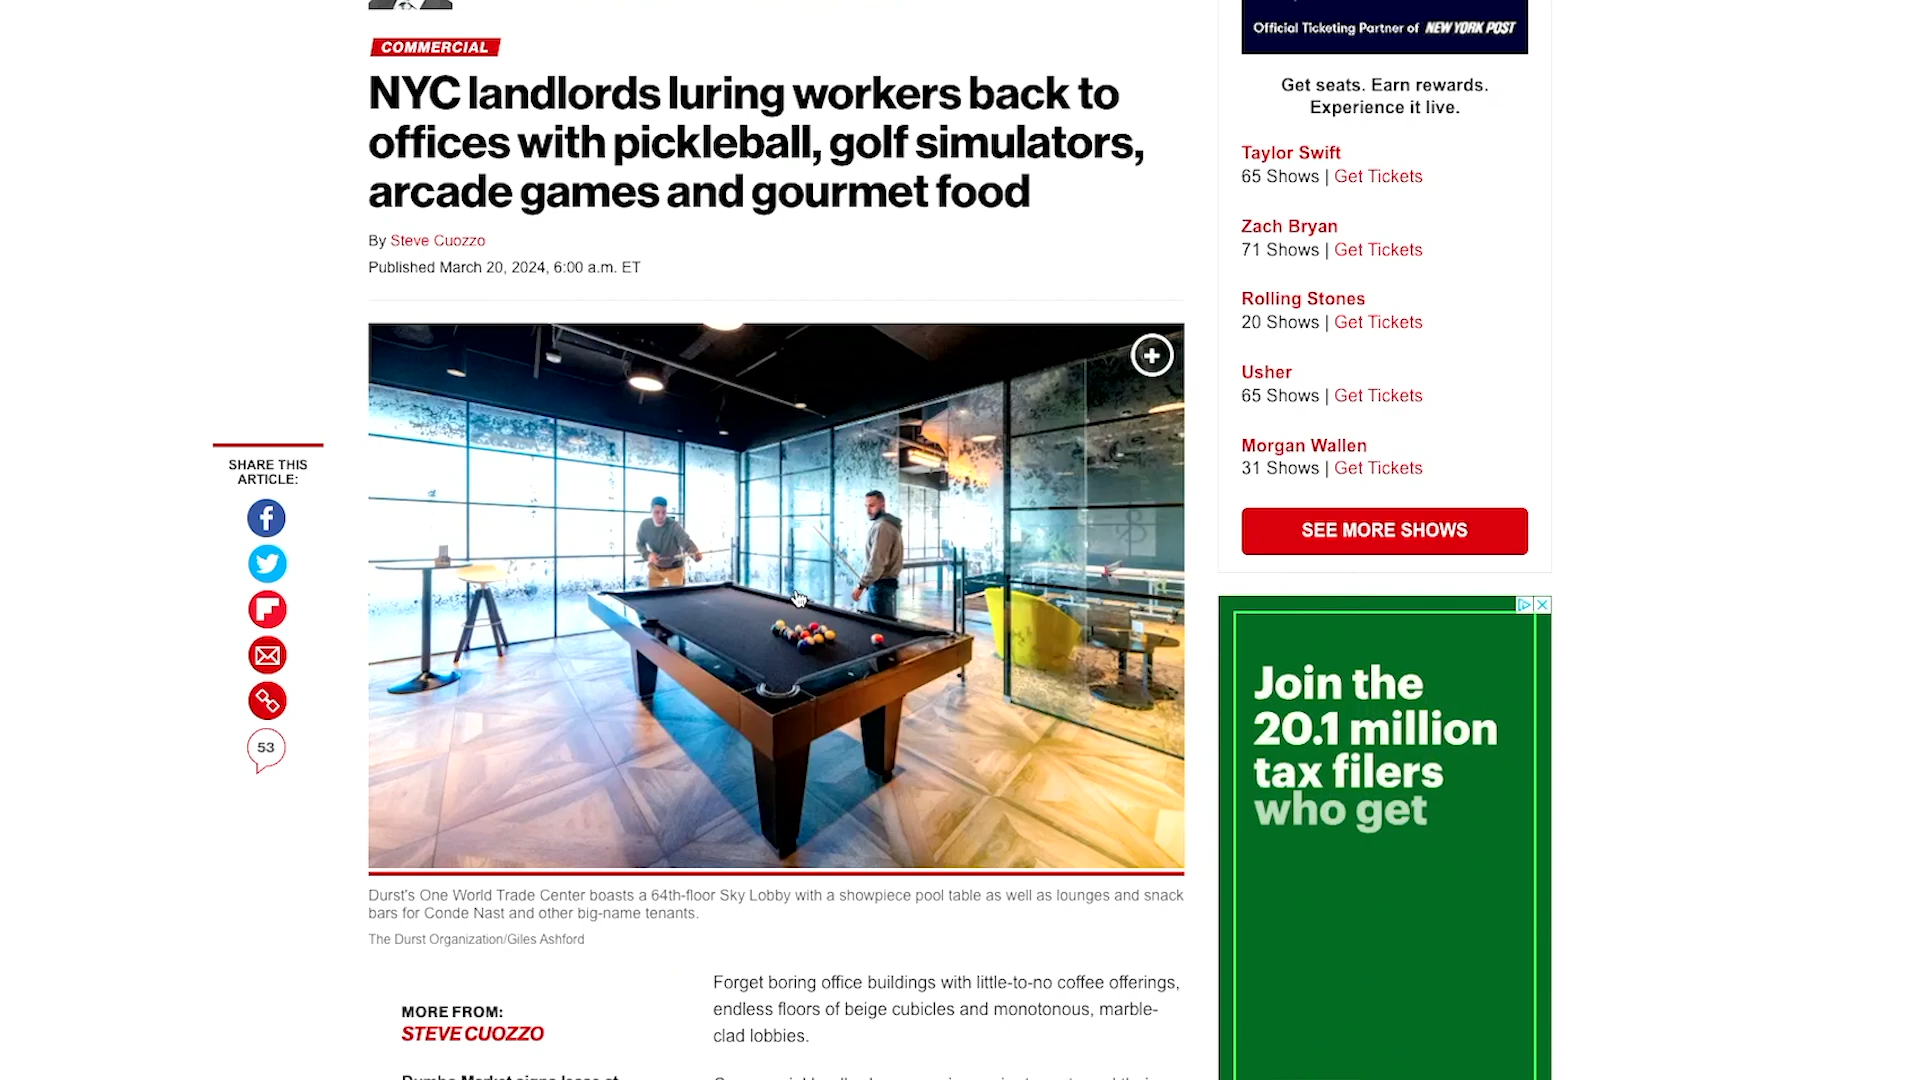 COMMERCIAL
NYC landlords luring workers back to
offices with pickleball, golf simulators,
arcade games and gourmet food
By Steve Cuozzo
Published March 20, 2024, 6:00 a.m. ET
SHARE THIS
ARTICLE:
53
Durst's One World Trade Center boasts a 64th-floor Sky Lobby with a showpiece pool table as well as lounges and snack
bars for Conde Nast and other big-name tenants.
The Durst Organization/Giles Ashford
MORE FROM:
STEVE CUOZZO
Forget boring office buildings with little-to-no coffee offerings,
endless floors of beige cubicles and monotonous, marble-
clad lobbies.
Official Ticketing Partner of NEW YORK POST
Get seats. Earn rewards.
Experience it live.
Taylor Swift
65 Shows | Get Tickets
Zach Bryan
71 Shows | Get Tickets
Rolling Stones
20 Shows | Get Tickets
Usher
65 Shows | Get Tickets
Morgan Wallen
31 Shows | Get Tickets
SEE MORE SHOWS
Join the
20.1 million
tax filers
who get